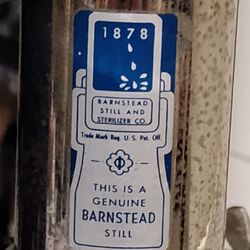 1878
BARNSTEAD
STILL AND
STERILIZER CO.
Trade Mark Reg. U. S. Pat. Off.
THIS IS A
GENUINE
BARNSTEAD
STILL